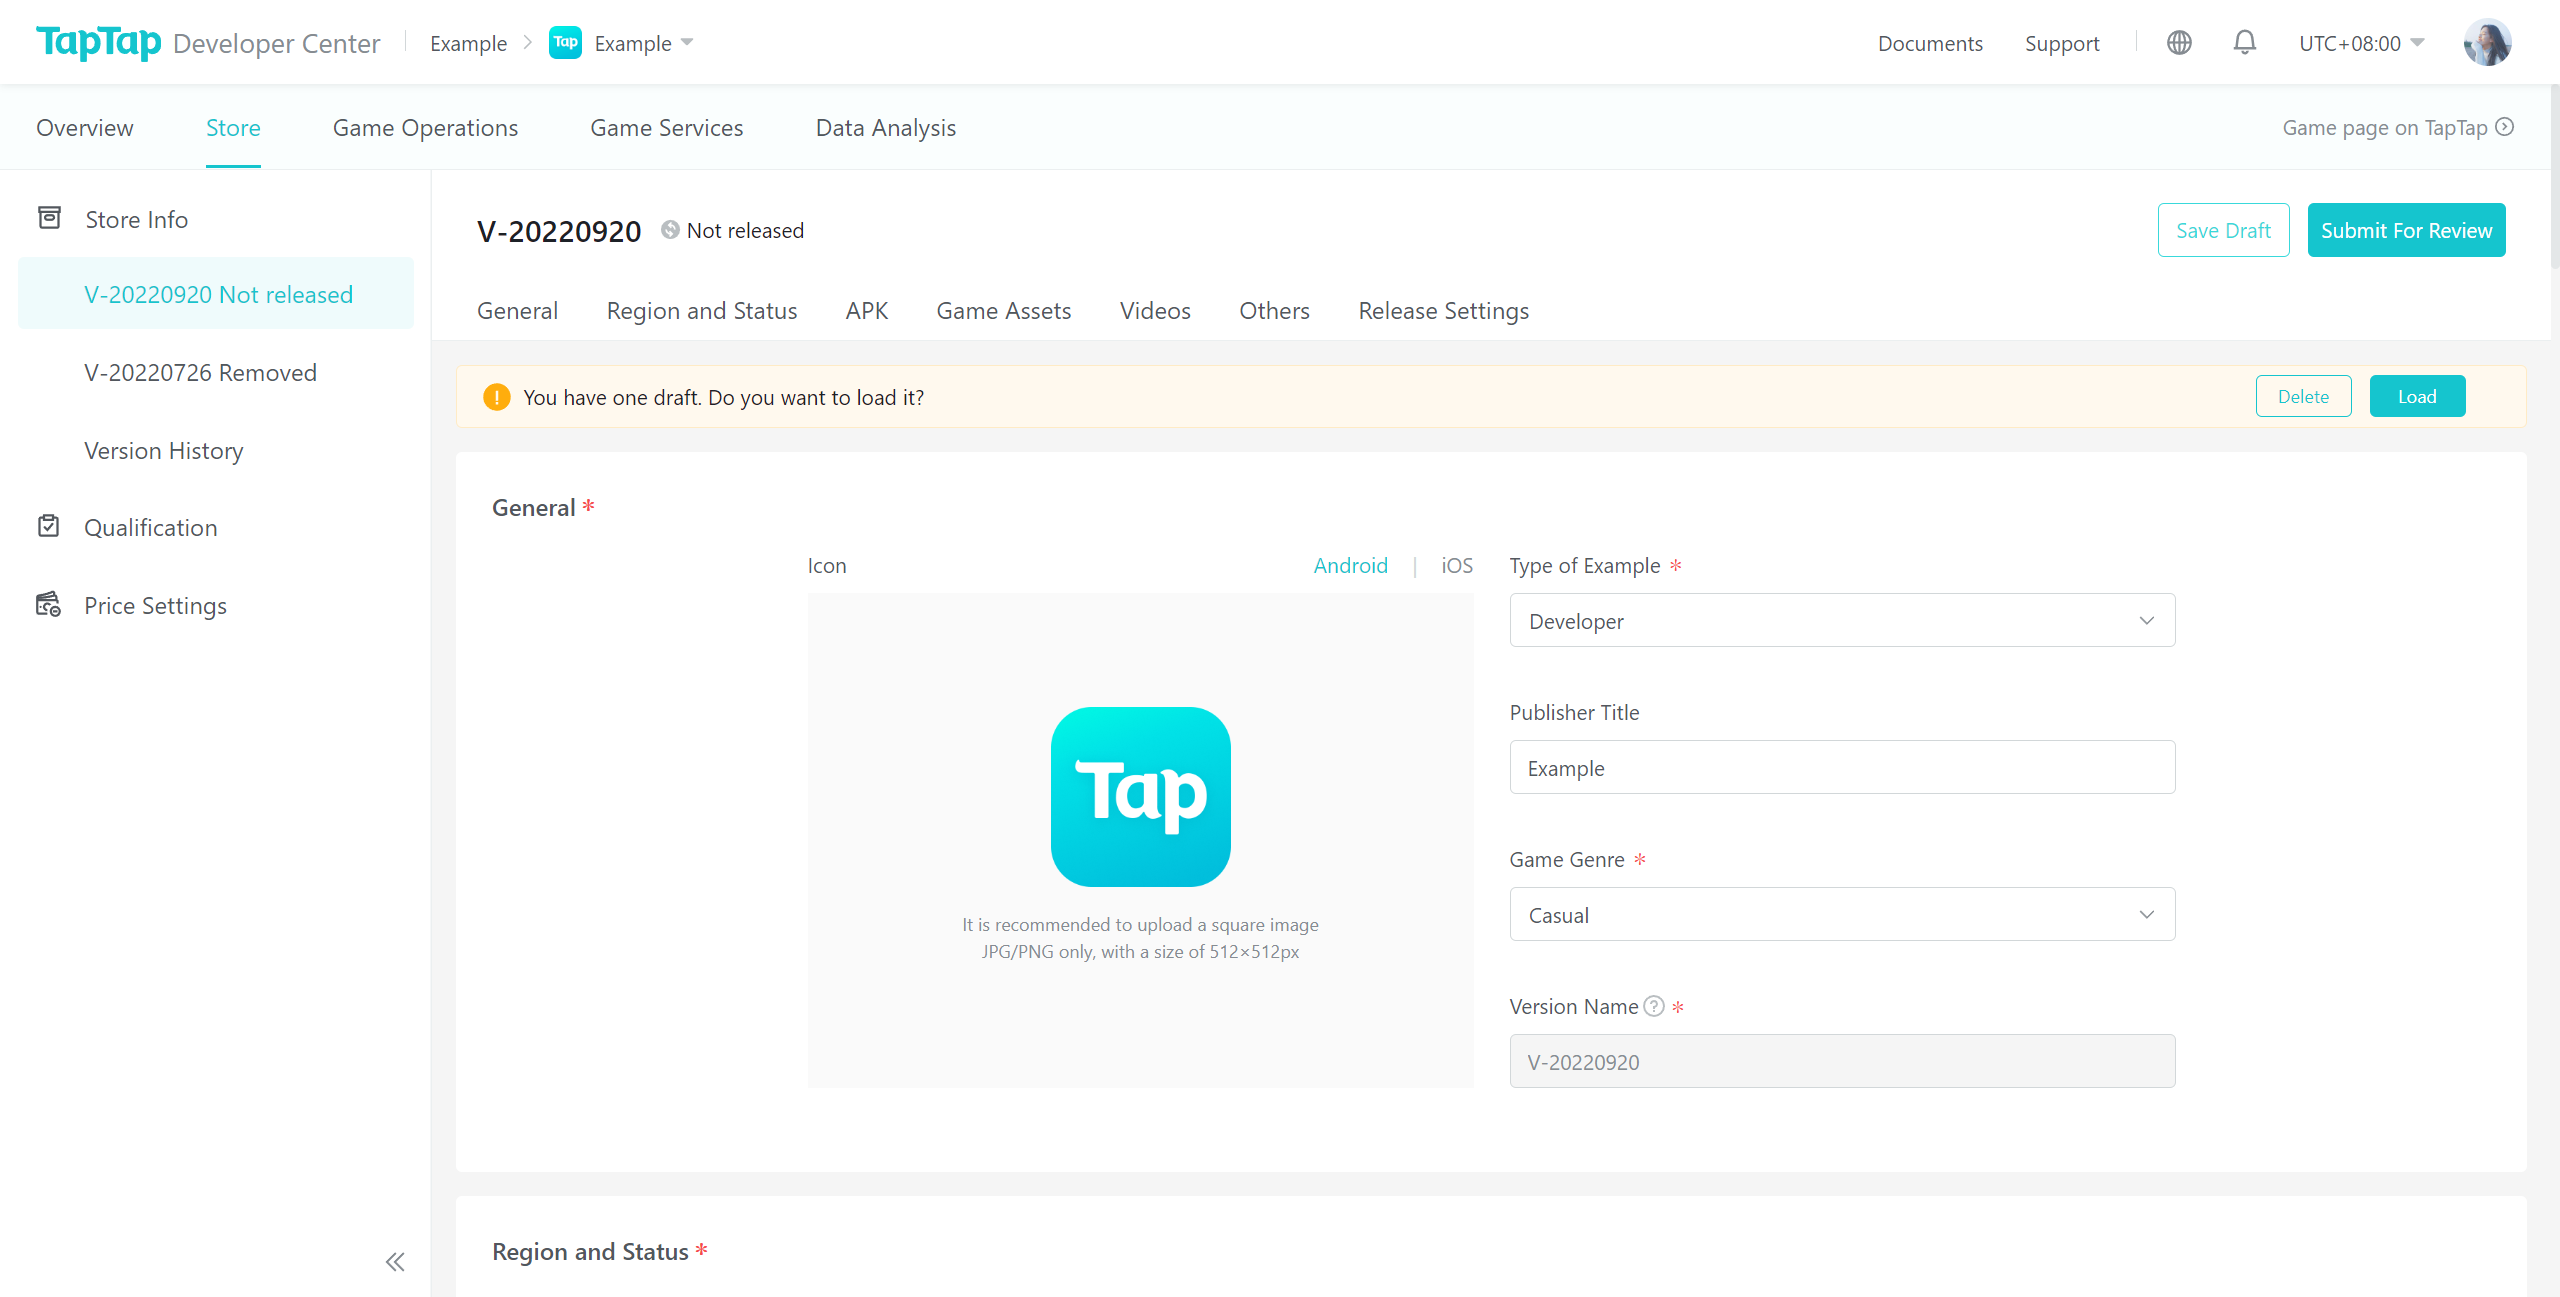 TapTap Developer Center Example Tap Example Documents Support UTC+08:00
Overview Store Game Operations Game Services Data Analysis Game page on TapTap
Store Info
V-20220920 Not released
V-20220726 Removed
Version History
Qualification
Price Settings
V-20220920 Not released Save Draft Submit For Review
General Region and Status APK Game Assets Videos Others Release Settings
You have one draft. Do you want to load it? Delete Load
General *
Icon Android | iOS
Tap
It is recommended to upload a square image
JPG/PNG only, with a size of 512×512px
Type of Example *
Developer
Publisher Title
Example
Game Genre *
Casual
Version Name ? *
V-20220920
Region and Status *